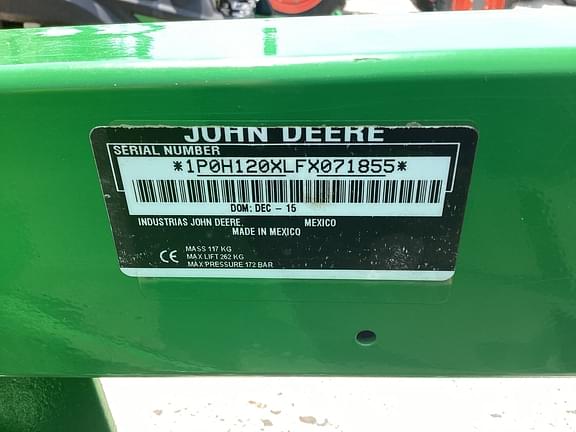 JOHN DEERE
SERIAL NUMBER
*1P0H120XLFX071855*
DOM: DEC - 15
INDUSTRIAS JOHN DEERE, MEXICO
MADE IN MEXICO
CE
MASS 117 KG
MAX LIFT 262 KG
MAX PRESSURE 172 BAR